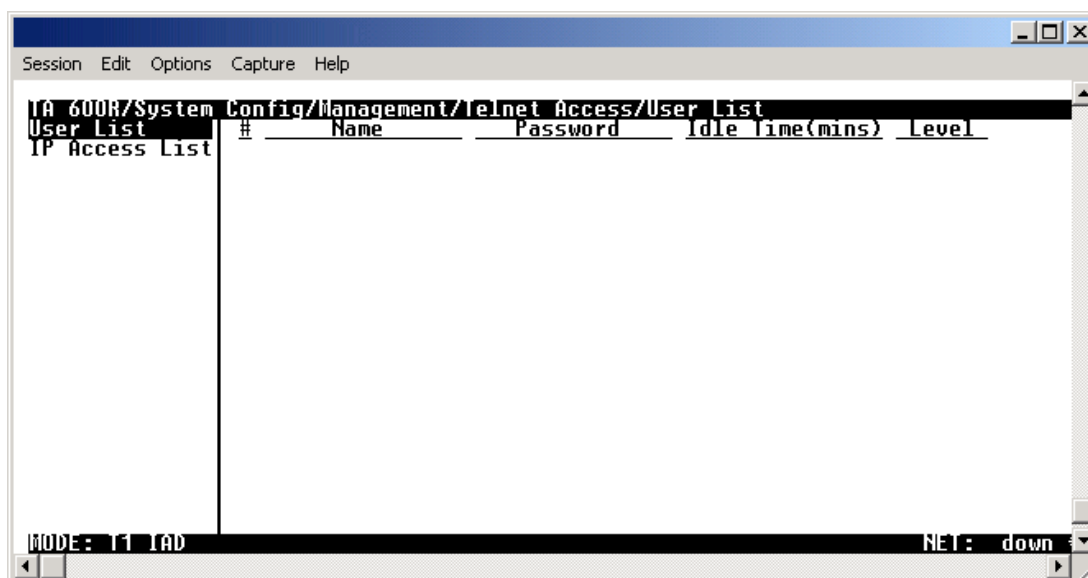 Session Edit Options Capture Help
TA 600R/System Config/Management/Telnet Access/User List
User List # Name Password Idle Time(mins) Level
IP Access List
MODE: T1 IAD NET: down